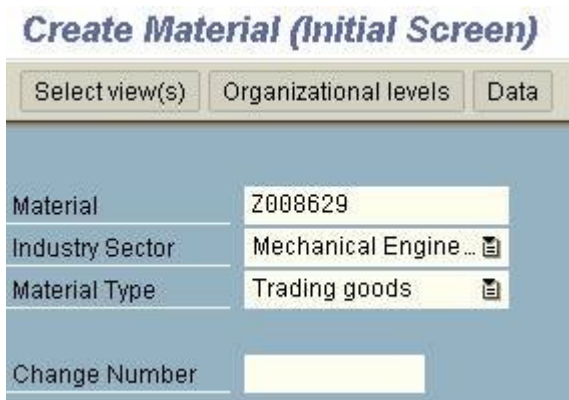 Create Material (Initial Screen)
Select view(s) Organizational levels Data
Material Z008629
Industry Sector Mechanical Engine...
Material Type Trading goods
Change Number